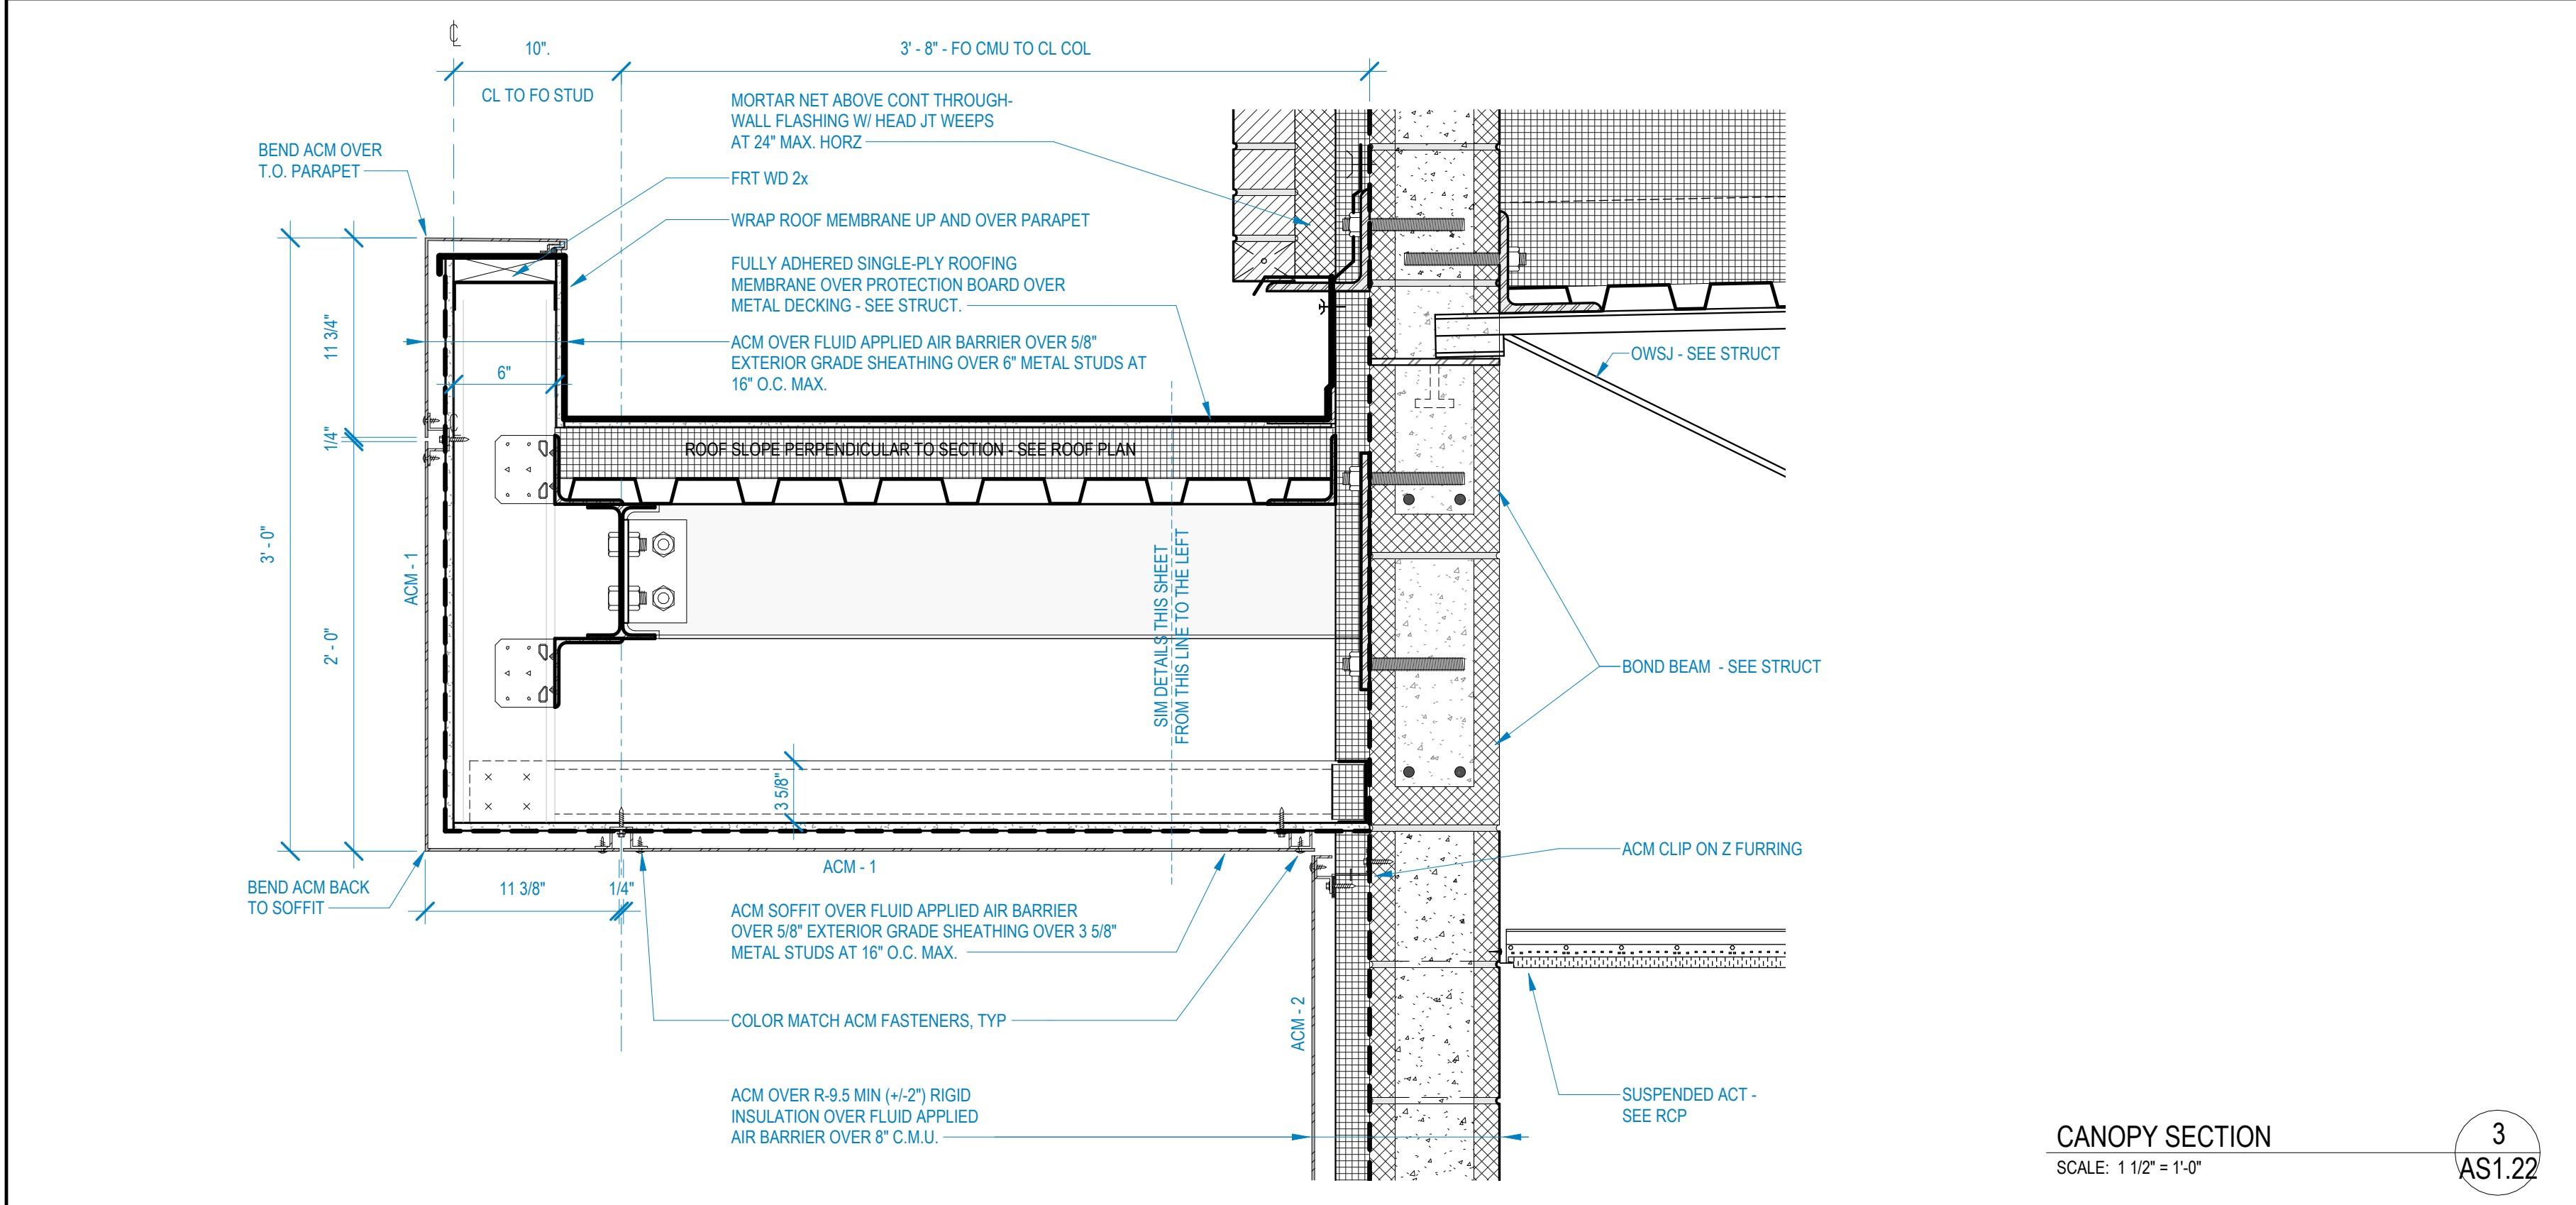 ℄
10".
3' - 8" - FO CMU TO CL COL
CL TO FO STUD
MORTAR NET ABOVE CONT THROUGH-
WALL FLASHING W/ HEAD JT WEEPS
AT 24" MAX. HORZ
BEND ACM OVER
T.O. PARAPET
FRT WD 2x
WRAP ROOF MEMBRANE UP AND OVER PARAPET
FULLY ADHERED SINGLE-PLY ROOFING
MEMBRANE OVER PROTECTION BOARD OVER
METAL DECKING - SEE STRUCT.
ACM OVER FLUID APPLIED AIR BARRIER OVER 5/8"
EXTERIOR GRADE SHEATHING OVER 6" METAL STUDS AT
16" O.C. MAX.
11 3/4"
6"
OWSJ - SEE STRUCT
℄
1/4"
ROOF SLOPE PERPENDICULAR TO SECTION - SEE ROOF PLAN
3' - 0"
ACM - 1
2' - 0"
SIM DETAILS THIS SHEET
FROM THIS LINE TO THE LEFT
BOND BEAM - SEE STRUCT
3 5/8"
ACM CLIP ON Z FURRING
ACM - 1
BEND ACM BACK
TO SOFFIT
11 3/8"
1/4"
ACM SOFFIT OVER FLUID APPLIED AIR BARRIER
OVER 5/8" EXTERIOR GRADE SHEATHING OVER 3 5/8"
METAL STUDS AT 16" O.C. MAX.
COLOR MATCH ACM FASTENERS, TYP
ACM - 2
ACM OVER R-9.5 MIN (+/-2") RIGID
INSULATION OVER FLUID APPLIED
AIR BARRIER OVER 8" C.M.U.
SUSPENDED ACT -
SEE RCP
CANOPY SECTION
SCALE: 1 1/2" = 1'-0"
3
AS1.22